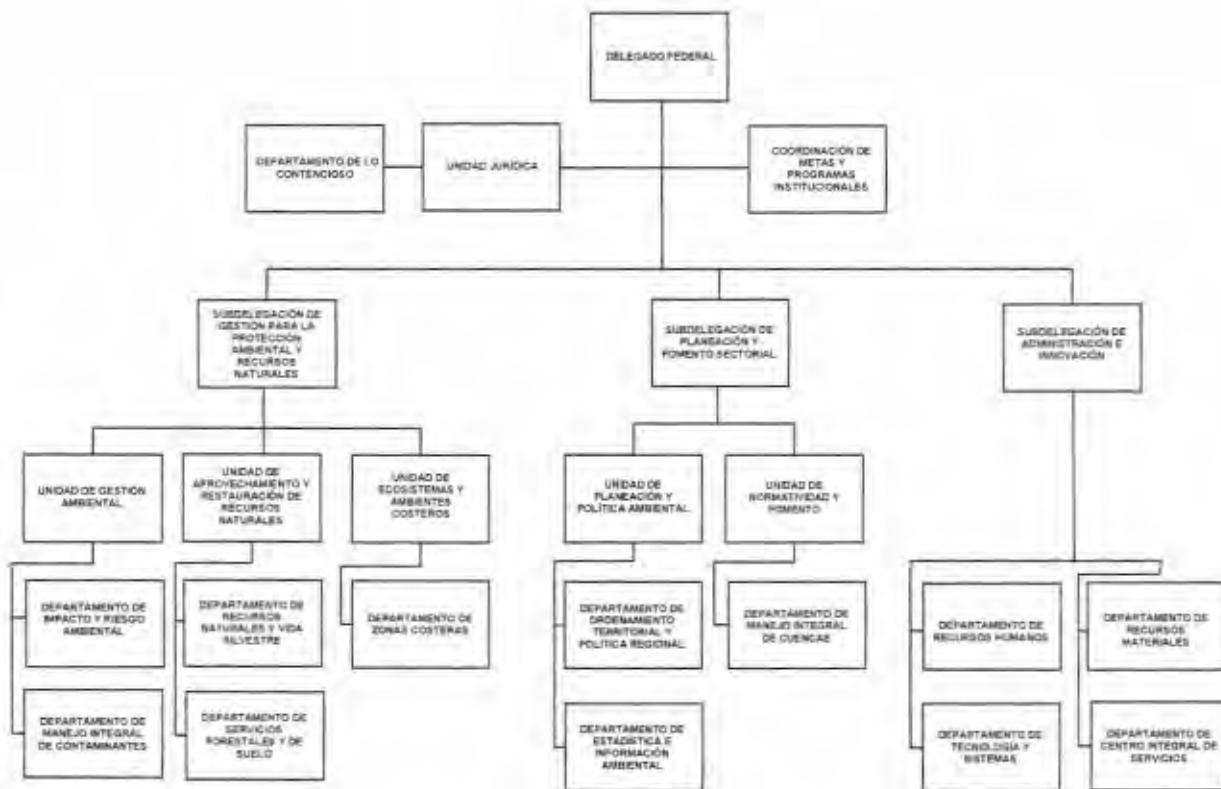 DELEGADO FEDERAL
DEPARTAMENTO DE LO
CONTENCIOSO
UNIDAD JURÍDICA
COORDINACIÓN DE
METAS Y
PROGRAMAS
INSTITUCIONALES
SUBDELEGACIÓN DE
GESTIÓN PARA LA
PROTECCIÓN
AMBIENTAL Y
RECURSOS
NATURALES
SUBDELEGACIÓN DE
PLANEACIÓN Y
FOMENTO SECTORIAL
SUBDELEGACIÓN DE
ADMINISTRACIÓN E
INNOVACIÓN
UNIDAD DE GESTIÓN
AMBIENTAL
UNIDAD DE
APROVECHAMIENTO Y
RESTAURACIÓN DE
RECURSOS
NATURALES
UNIDAD DE
ECOSISTEMAS Y
AMBIENTES
COSTEROS
UNIDAD DE
PLANEACIÓN Y
POLÍTICA AMBIENTAL
UNIDAD DE
NORMATIVIDAD Y
FOMENTO
DEPARTAMENTO DE
IMPACTO Y RIESGO
AMBIENTAL
DEPARTAMENTO DE
RECURSOS
NATURALES Y VIDA
SILVESTRE
DEPARTAMENTO DE
ZONAS COSTERAS
DEPARTAMENTO DE
ORDENAMIENTO
TERRITORIAL Y
POLÍTICA REGIONAL
DEPARTAMENTO DE
MANEJO INTEGRAL
DE CUENCAS
DEPARTAMENTO DE
RECURSOS HUMANOS
DEPARTAMENTO DE
RECURSOS
MATERIALES
DEPARTAMENTO DE
MANEJO INTEGRAL
DE CONTAMINANTES
DEPARTAMENTO DE
SERVICIOS
FORESTALES Y DE
SUELO
DEPARTAMENTO DE
ESTADÍSTICA E
INFORMACIÓN
AMBIENTAL
DEPARTAMENTO DE
TECNOLOGÍA Y
SISTEMAS
DEPARTAMENTO DE
CENTRO INTEGRAL DE
SERVICIOS